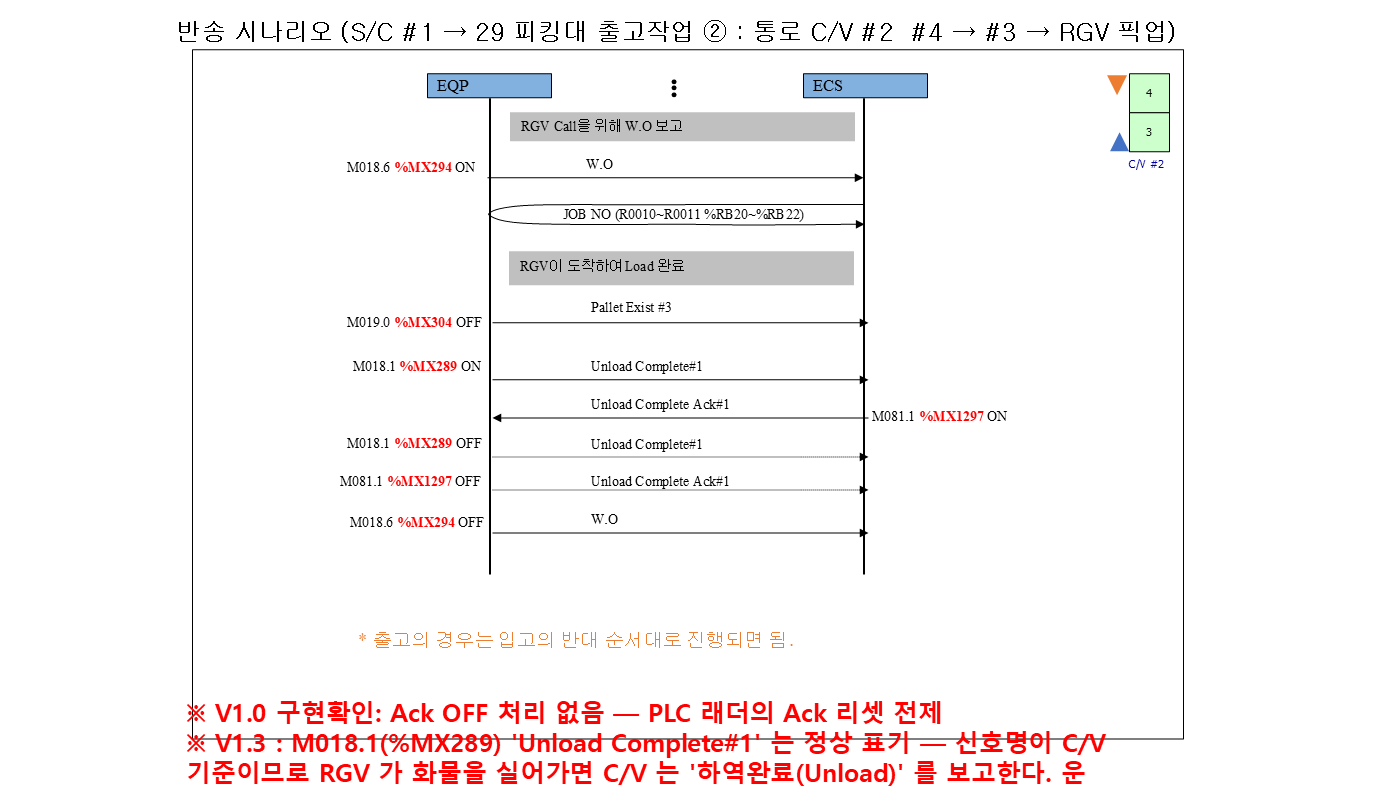 반송 시나리오 (S/C #1 → 29 피킹대 출고작업 ② : 통로 C/V #2 #4 → #3 → RGV 픽업)
EQP
ECS
4
3
C/V #2
RGV Call을 위해 W.O 보고
M018.6 %MX294 ON
W.O
JOB NO (R0010~R0011 %RB20~%RB22)
RGV이 도착하여 Load 완료
Pallet Exist #3
M019.0 %MX304 OFF
M018.1 %MX289 ON
Unload Complete#1
Unload Complete Ack#1
M081.1 %MX1297 ON
M018.1 %MX289 OFF
Unload Complete#1
M081.1 %MX1297 OFF
Unload Complete Ack#1
M018.6 %MX294 OFF
W.O
* 출고의 경우는 입고의 반대 순서대로 진행되면 됨.
※ V1.0 구현확인: Ack OFF 처리 없음 — PLC 래더의 Ack 리셋 전제
※ V1.3 : M018.1(%MX289) 'Unload Complete#1' 는 정상 표기 — 신호명이 C/V
기준이므로 RGV 가 화물을 실어가면 C/V 는 '하역완료(Unload)' 를 보고한다. 운